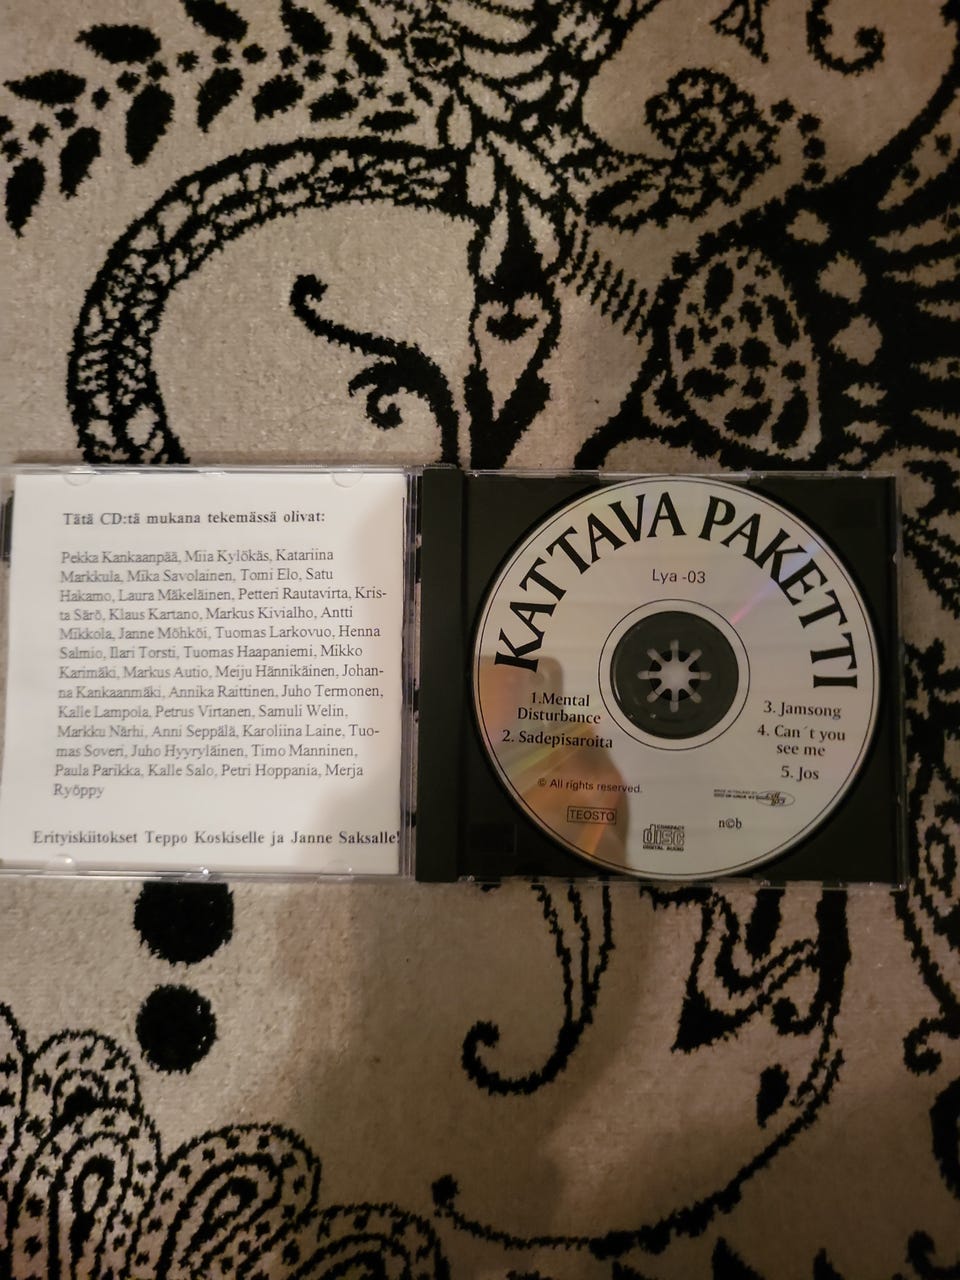 Tätä CD:tä mukana tekemässä olivat:
Pekka Kankaanpää, Miia Kylökäs, Katariina
Markkula, Mika Savolainen, Tomi Elo, Satu
Hakamo, Laura Mäkeläinen, Petteri Rautavirta, Kris-
ta Särö, Klaus Kartano, Markus Kivialho, Antti
Mikkola, Janne Möhköi, Tuomas Larkovuo, Henna
Salmio, Ilari Torsti, Tuomas Haapaniemi, Mikko
Karimäki, Markus Autio, Meiju Hännikäinen, Johan-
na Kankaanmäki, Annika Raittinen, Juho Termonen,
Kalle Lampola, Petrus Virtanen, Samuli Welin,
Markku Närhi, Anni Seppälä, Karoliina Laine, Tuo-
mas Soveri, Juho Hyyryläinen, Timo Manninen,
Paula Parikka, Kalle Salo, Petri Hoppania, Merja
Ryöppy
Erityiskiitokset Teppo Koskiselle ja Janne Saksalle!
KATTAVA PAKETTI
Lya -03
1.Mental
Disturbance
2. Sadepisaroita
3. Jamsong
4. Can´t you
see me
5. Jos
© All rights reserved.
TEOSTO
COMPACT
disc
DIGITAL AUDIO
n©b